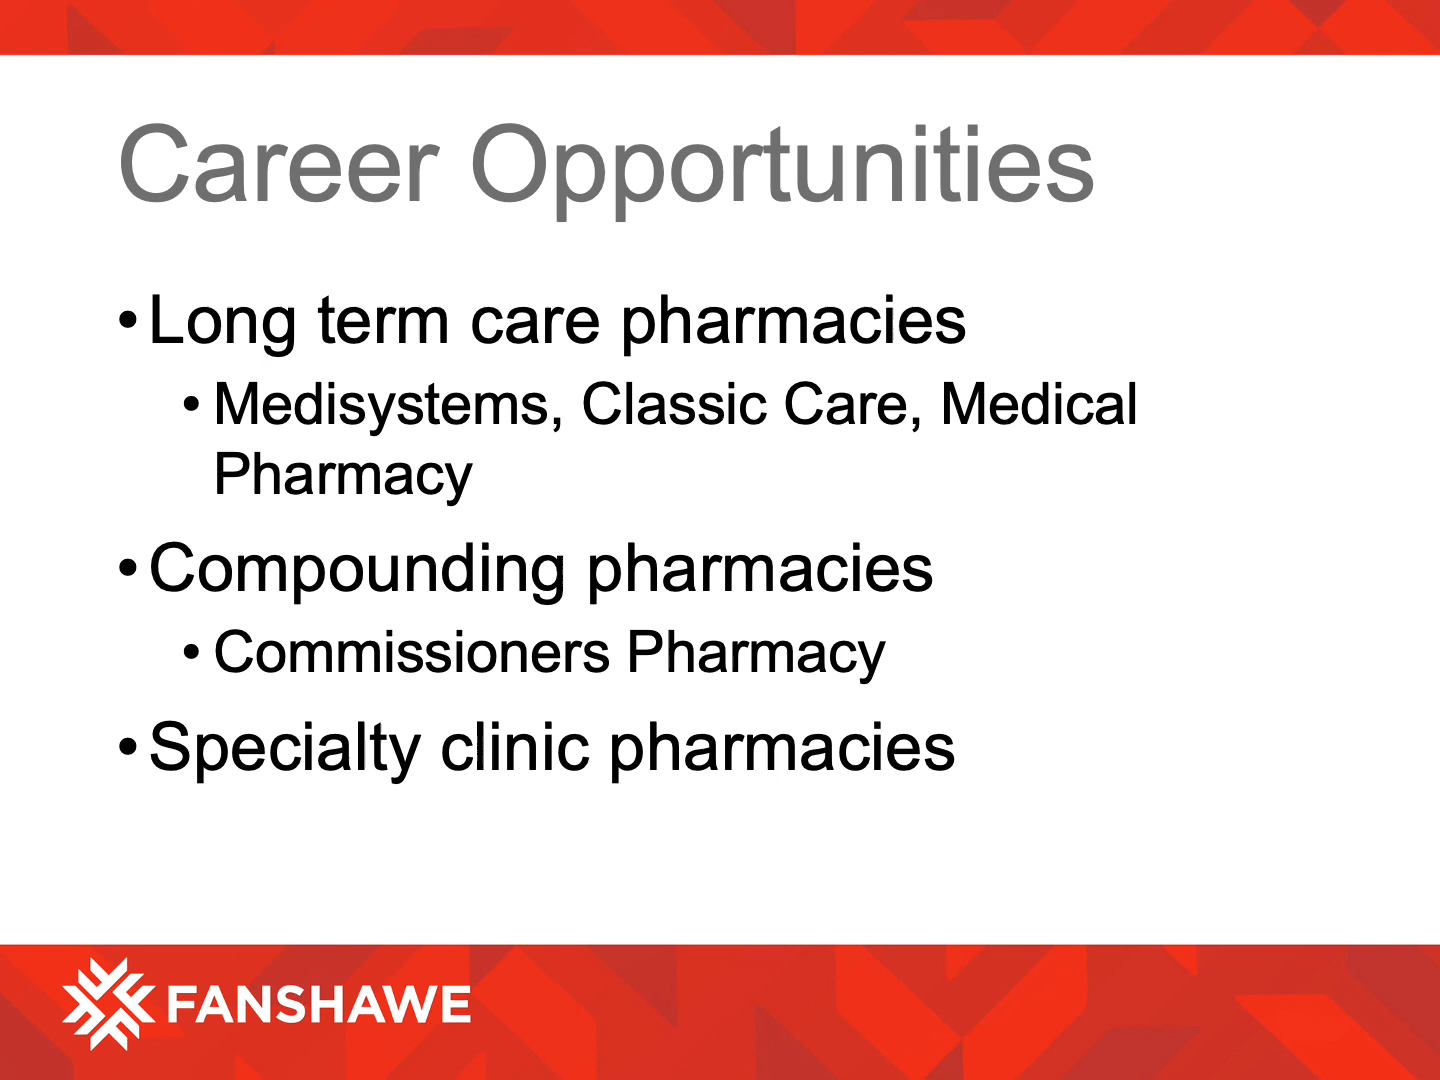 Career Opportunities
• Long term care pharmacies
• Medisystems, Classic Care, Medical
Pharmacy
• Compounding pharmacies
• Commissioners Pharmacy
• Specialty clinic pharmacies
FANSHAWE